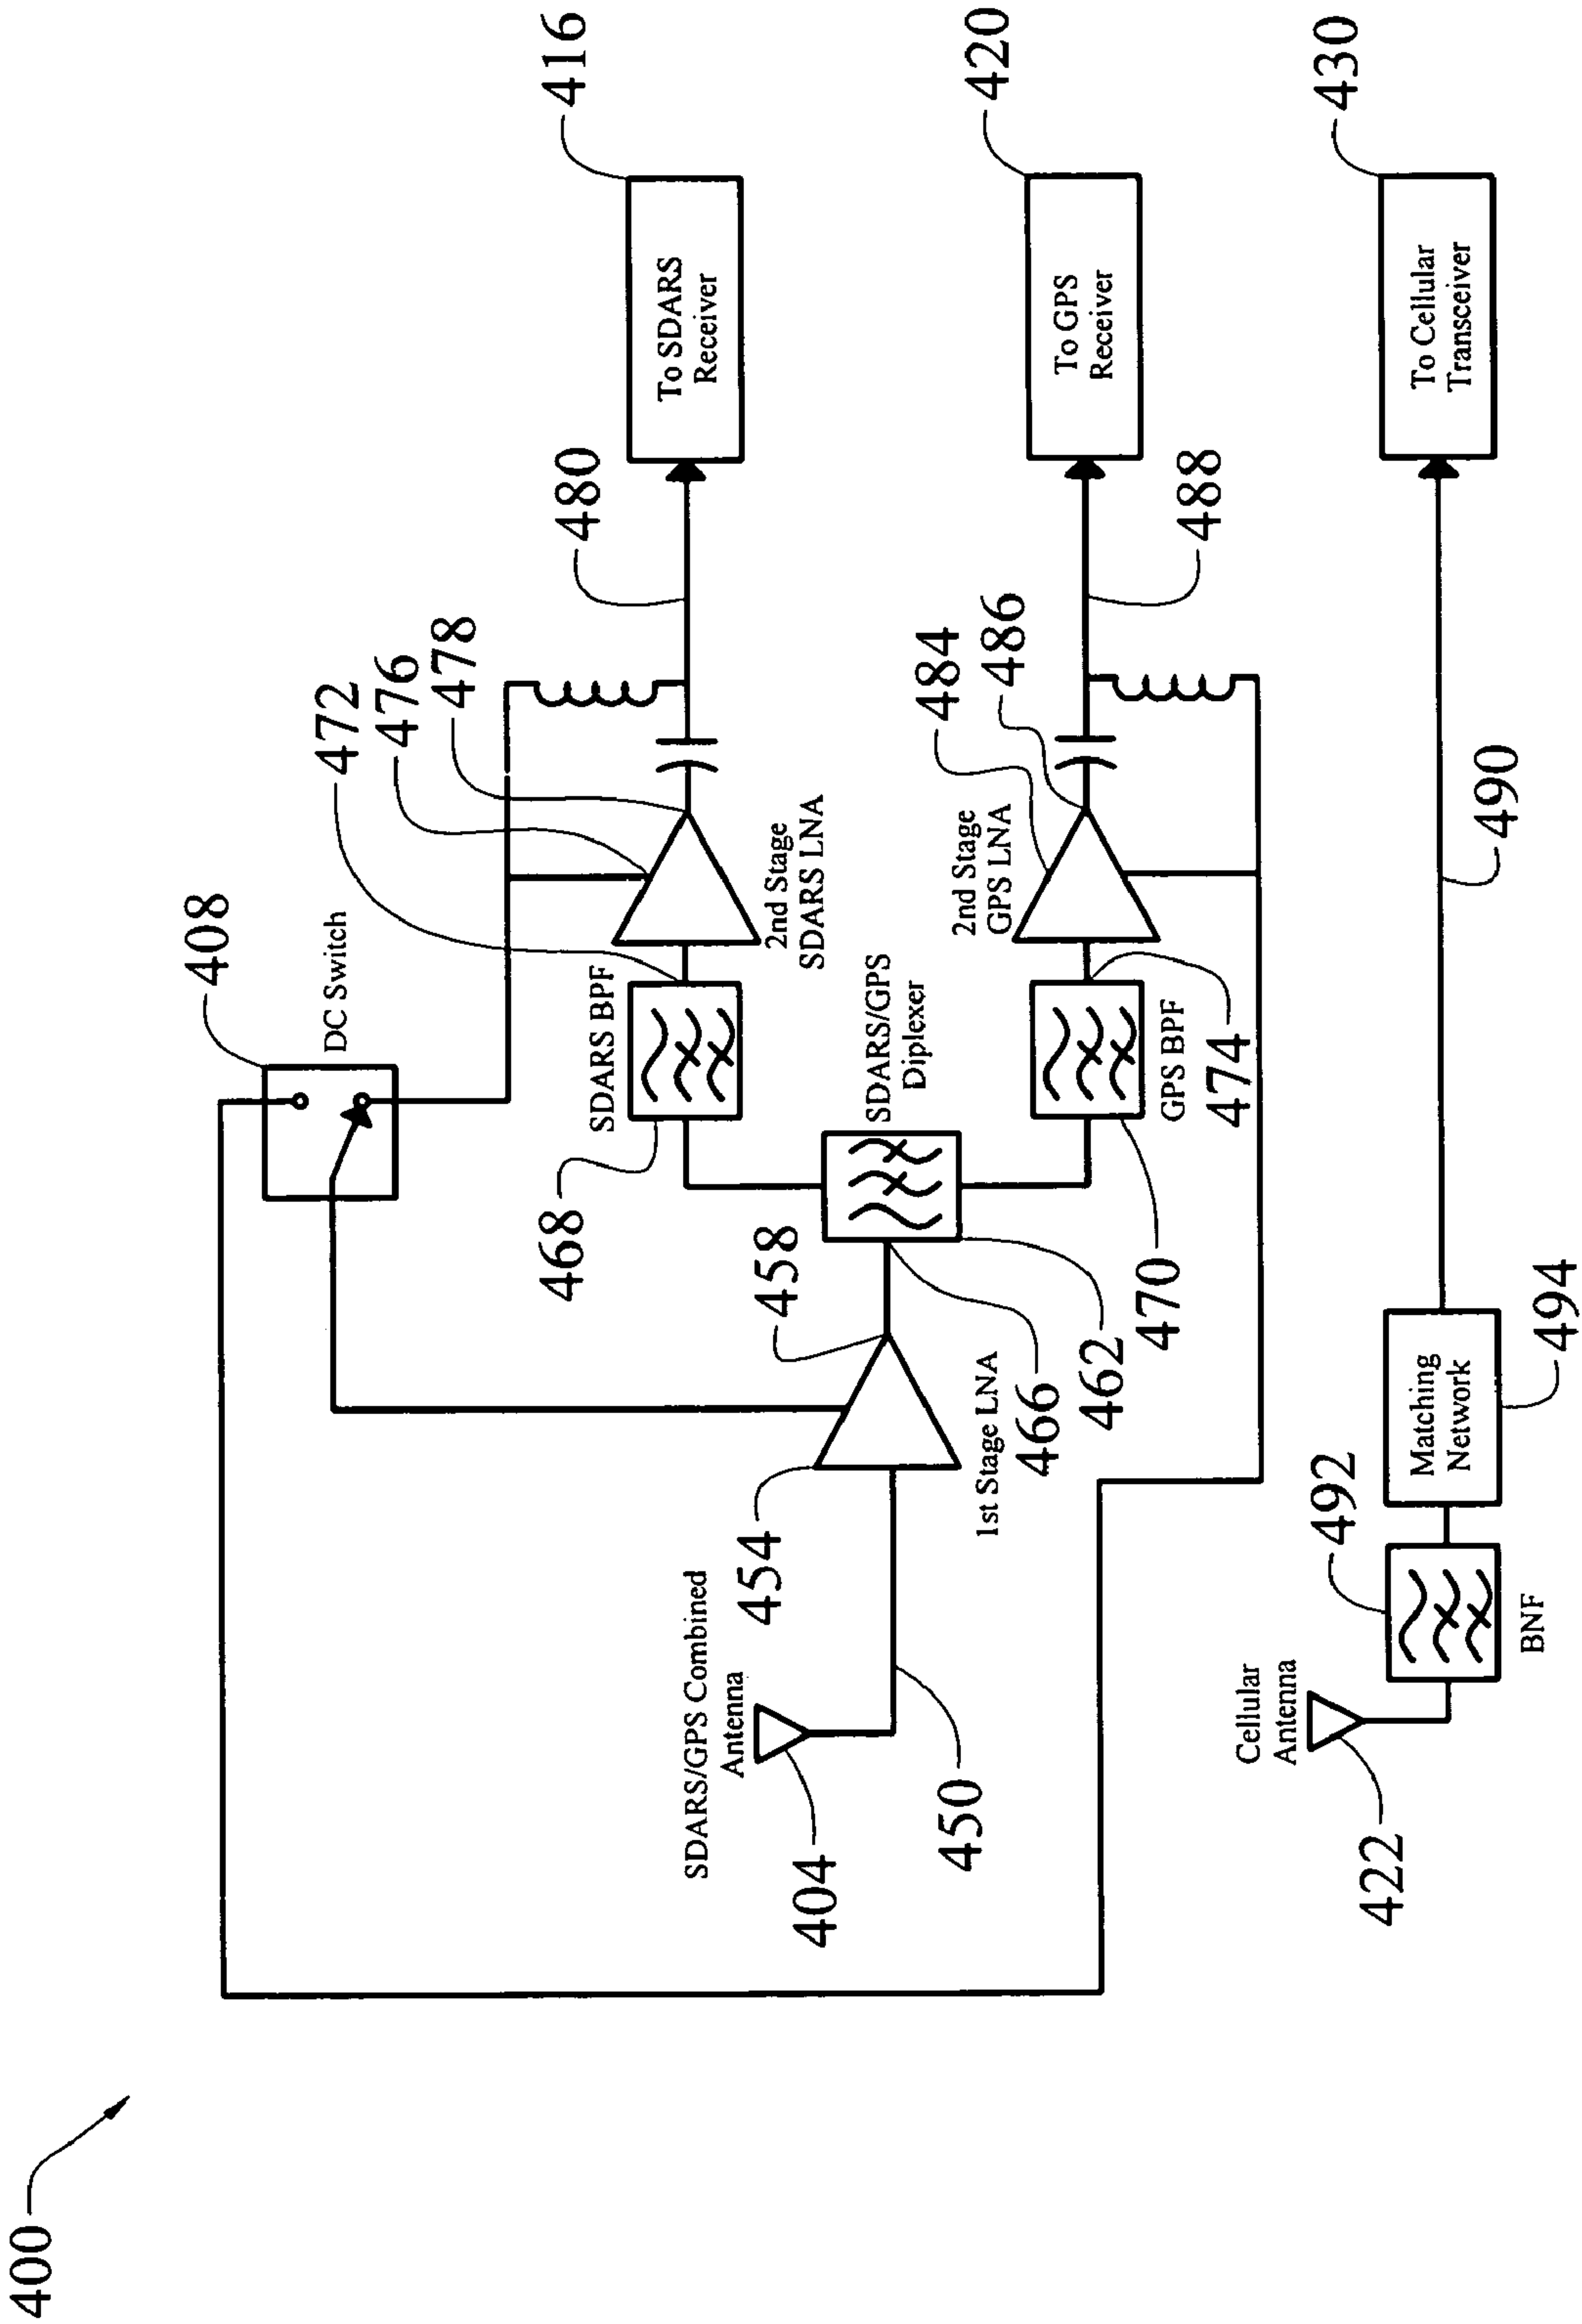 400
408
DC Switch
472
476
478
480
416
To SDARS
Receiver
SDARS BPF
468
2nd Stage
SDARS LNA
SDARS/GPS Combined
Antenna
404
450
454
458
1st Stage LNA
466
462
SDARS/GPS
Diplexer
470
GPS BPF
474
2nd Stage
GPS LNA
484
486
488
420
To GPS
Receiver
Cellular
Antenna
422
492
BNF
Matching
Network
494
490
430
To Cellular
Transceiver